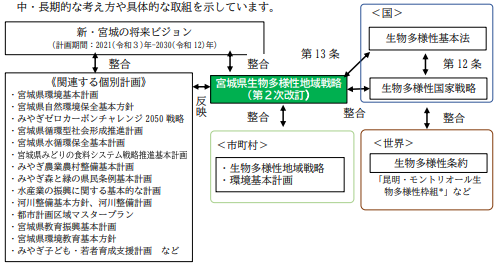 中・長期的な考え方や具体的な取組を示しています。
新・宮城の将来ビジョン
（計画期間：2021(令和3)年-2030(令和12)年）
整合
整合
《関連する個別計画》
・宮城県環境基本計画
・宮城県自然環境保全基本方針
・みやぎゼロカーボンチャレンジ2050戦略
・宮城県循環型社会形成推進計画
・宮城県水循環保全基本計画
・宮城県みどりの食料システム戦略推進基本計画
・みやぎ農業農村整備基本計画
・みやぎ森と緑の県民条例基本計画
・水産業の振興に関する基本的な計画
・河川整備基本方針、河川整備計画
・都市計画区域マスタープラン
・宮城県教育振興基本計画
・宮城県環境教育基本方針
・みやぎ子ども・若者育成支援計画　など
反映
宮城県生物多様性地域戦略
（第２次改訂）
整合
＜市町村＞
・生物多様性地域戦略
・環境基本計画
第13条
整合
＜国＞
生物多様性基本法
第12条
生物多様性国家戦略
整合
＜世界＞
生物多様性条約
「昆明・モントリオール生
物多様性枠組*」など